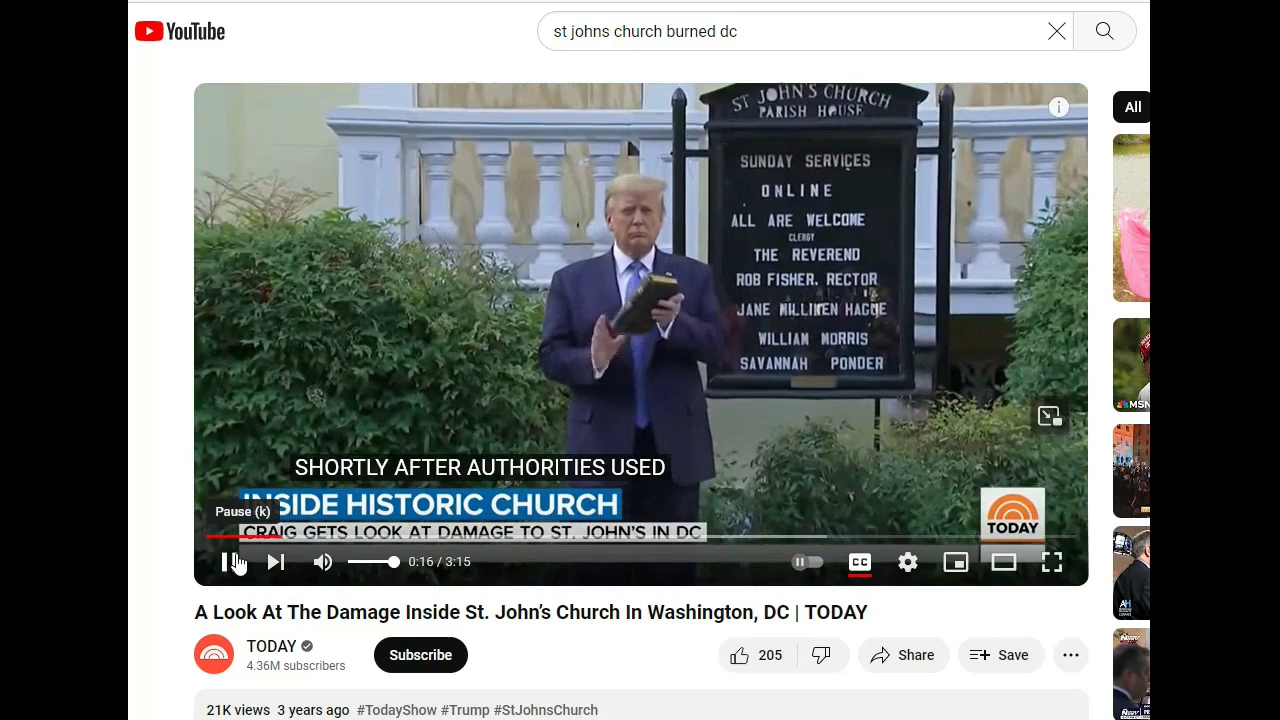 YouTube
st johns church burned dc
All
ST JOHN'S CHURCH
PARISH HOUSE
SUNDAY SERVICES
ONLINE
ALL ARE WELCOME
CLERGY
THE REVEREND
ROB FISHER. RECTOR
JANE MILLIKEN HAGUE
WILLIAM MORRIS
SAVANNAH PONDER
MSN
SHORTLY AFTER AUTHORITIES USED
INSIDE HISTORIC CHURCH
Pause (k)
CRAIG GETS LOOK AT DAMAGE TO ST. JOHN'S IN DC
TODAY
0:16 / 3:15
CC
A Look At The Damage Inside St. John's Church In Washington, DC | TODAY
TODAY
4.36M subscribers
Subscribe
205
Share
Save
21K views 3 years ago #TodayShow #Trump #StJohnsChurch